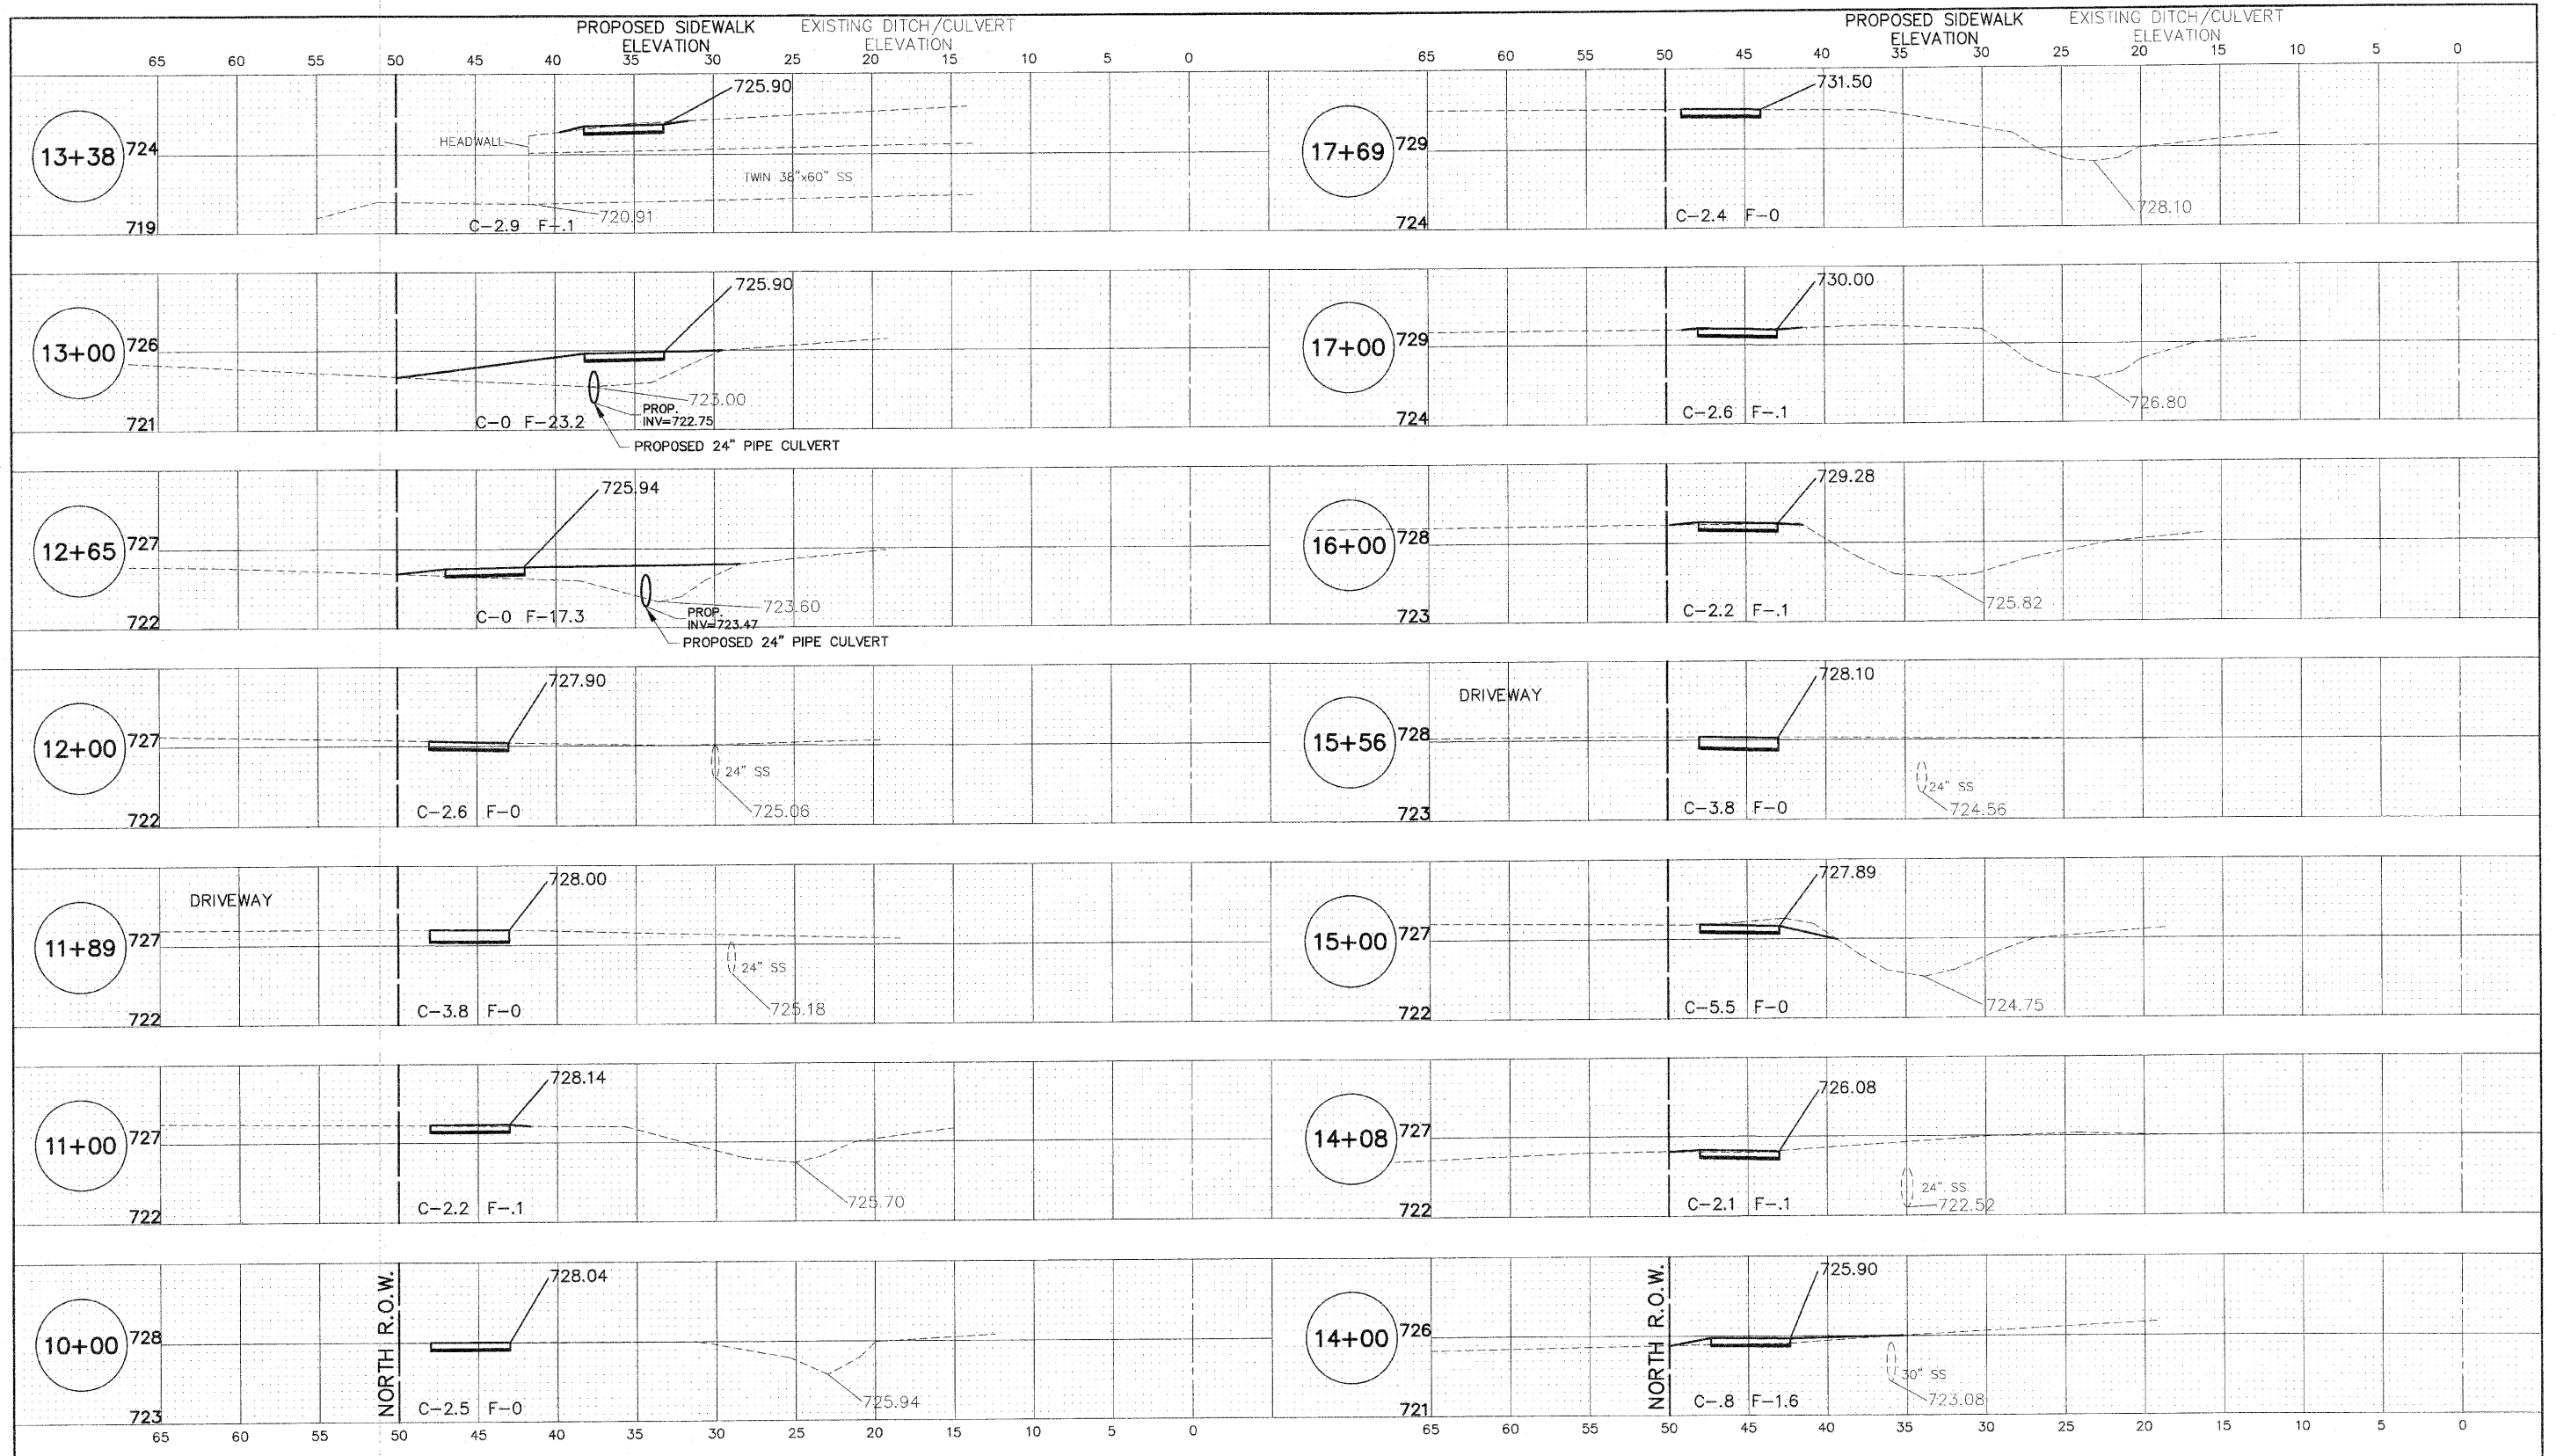 PROPOSED SIDEWALK EXISTING DITCH/CULVERT
ELEVATION ELEVATION
65 60 55 50 45 40 35 30 25 20 15 10 5 0
13+38
724
719
725.90
HEADWALL
TWIN 38"x60" SS
720.91
C-2.9 F-.1
13+00
726
721
725.90
723.00
PROP.
INV=722.75
C-0 F-23.2
PROPOSED 24" PIPE CULVERT
12+65
727
722
725.94
723.60
PROP.
INV=723.47
C-0 F-17.3
PROPOSED 24" PIPE CULVERT
12+00
727
722
727.90
24" SS
725.06
C-2.6 F-0
DRIVEWAY
11+89
727
722
728.00
24" SS
725.18
C-3.8 F-0
11+00
727
722
728.14
725.70
C-2.2 F-.1
10+00
728
723
NORTH R.O.W.
728.04
725.94
C-2.5 F-0
65 60 55 50 45 40 35 30 25 20 15 10 5 0
PROPOSED SIDEWALK EXISTING DITCH/CULVERT
ELEVATION ELEVATION
65 60 55 50 45 40 35 30 25 20 15 10 5 0
17+69
729
724
731.50
728.10
C-2.4 F-0
17+00
729
724
730.00
726.80
C-2.6 F-.1
16+00
728
723
729.28
725.82
C-2.2 F-.1
DRIVEWAY
15+56
728
723
728.10
24" SS
724.56
C-3.8 F-0
15+00
727
722
727.89
724.75
C-5.5 F-0
14+08
727
722
726.08
24" SS
722.52
C-2.1 F-.1
14+00
726
721
NORTH R.O.W.
725.90
30" SS
723.08
C-.8 F-1.6
65 60 55 50 45 40 35 30 25 20 15 10 5 0